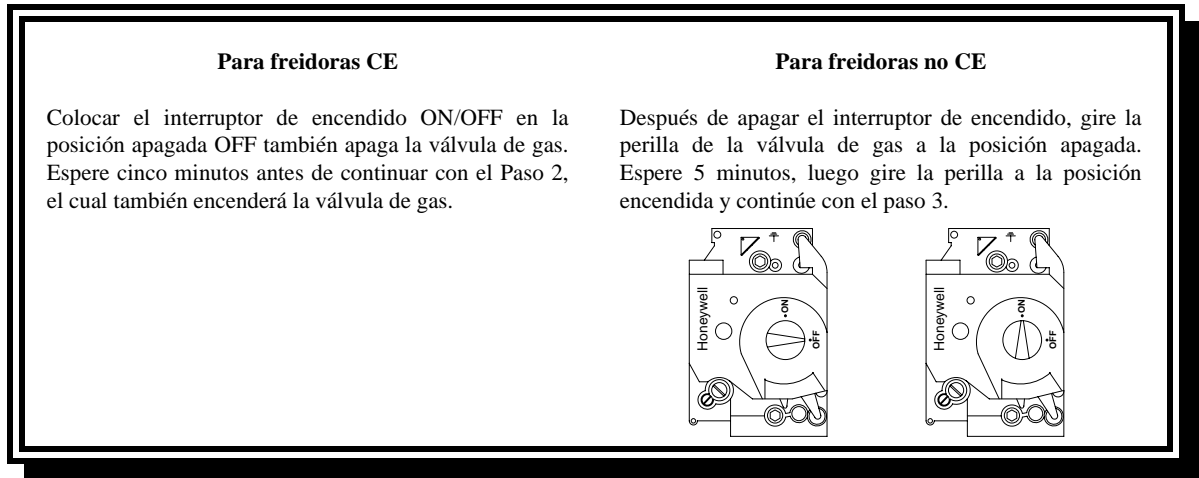 Para freidoras CE
Colocar el interruptor de encendido ON/OFF en la
posición apagada OFF también apaga la válvula de gas.
Espere cinco minutos antes de continuar con el Paso 2,
el cual también encenderá la válvula de gas.
Para freidoras no CE
Después de apagar el interruptor de encendido, gire la
perilla de la válvula de gas a la posición apagada.
Espere 5 minutos, luego gire la perilla a la posición
encendida y continúe con el paso 3.
Honeywell
ON
OFF
Honeywell
ON
OFF